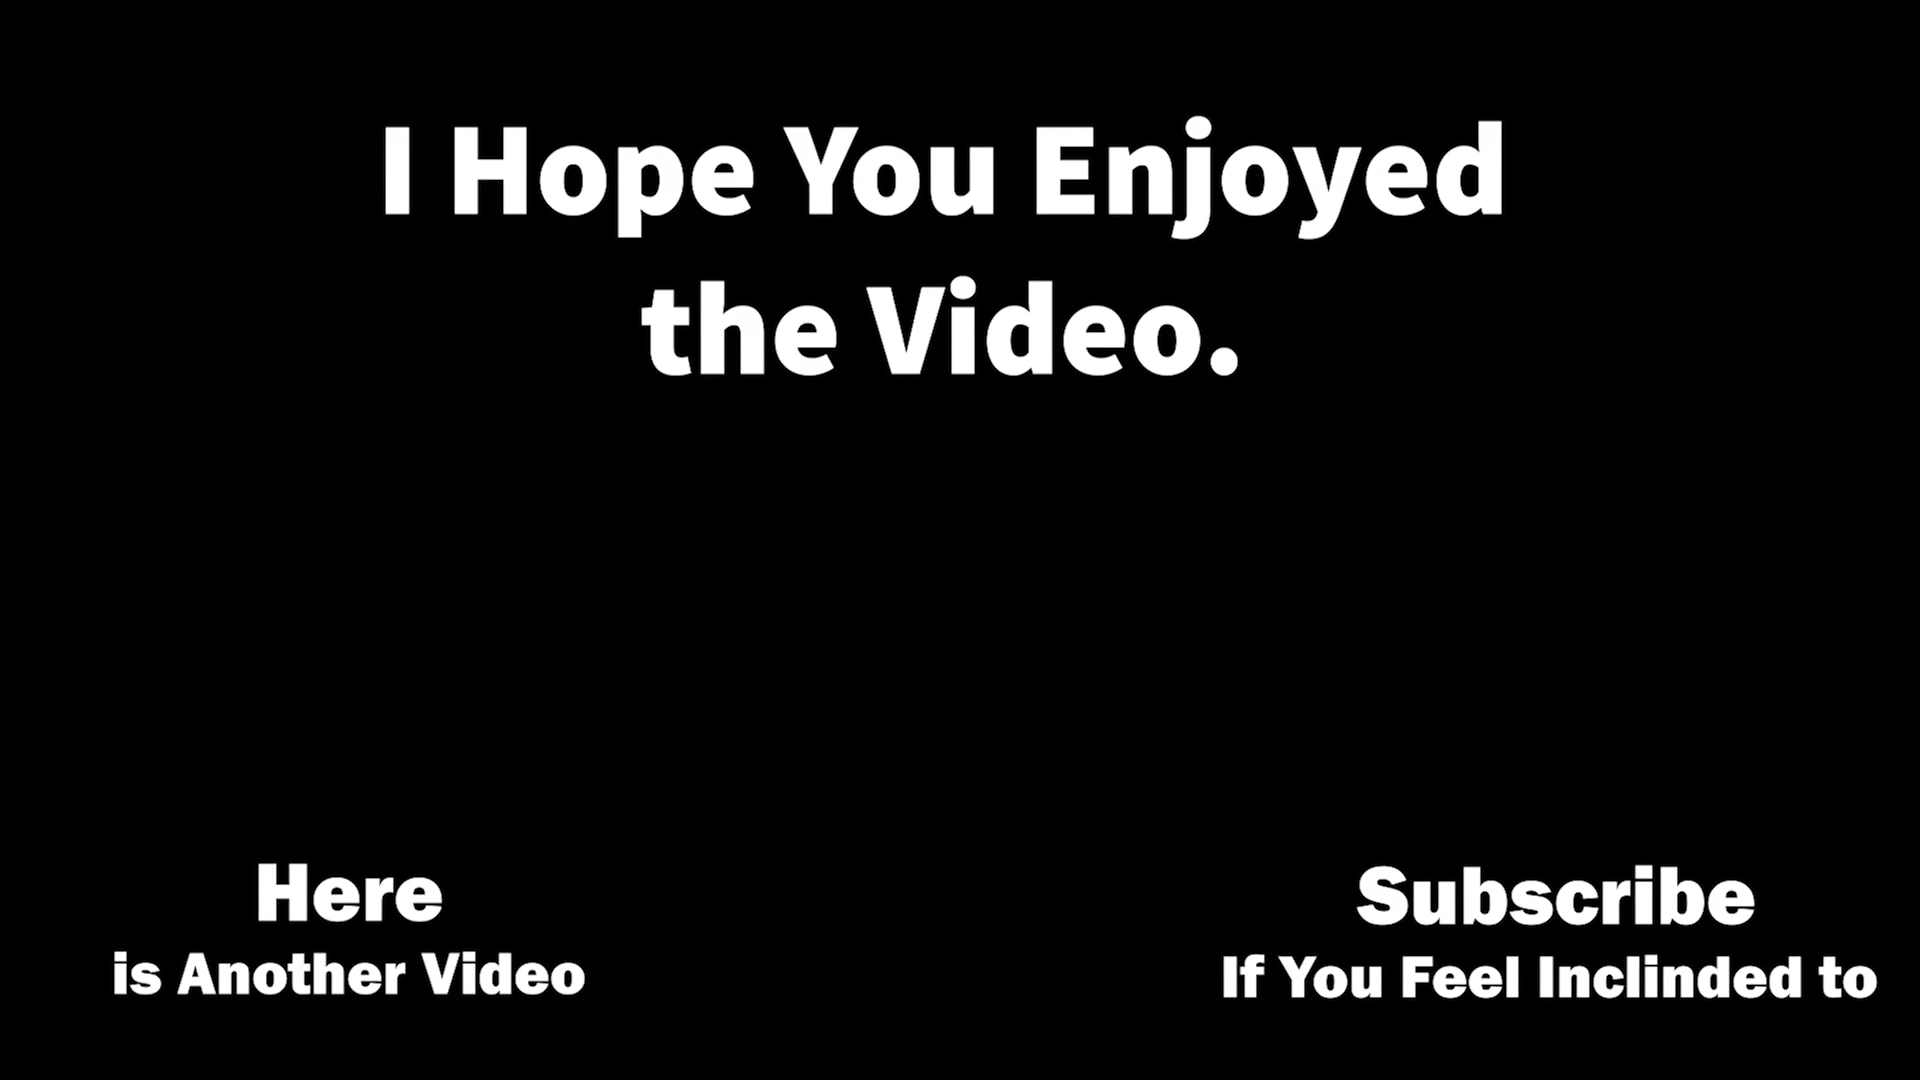 I Hope You Enjoyed
the Video.
Here
is Another Video
Subscribe
If You Feel Inclinded to